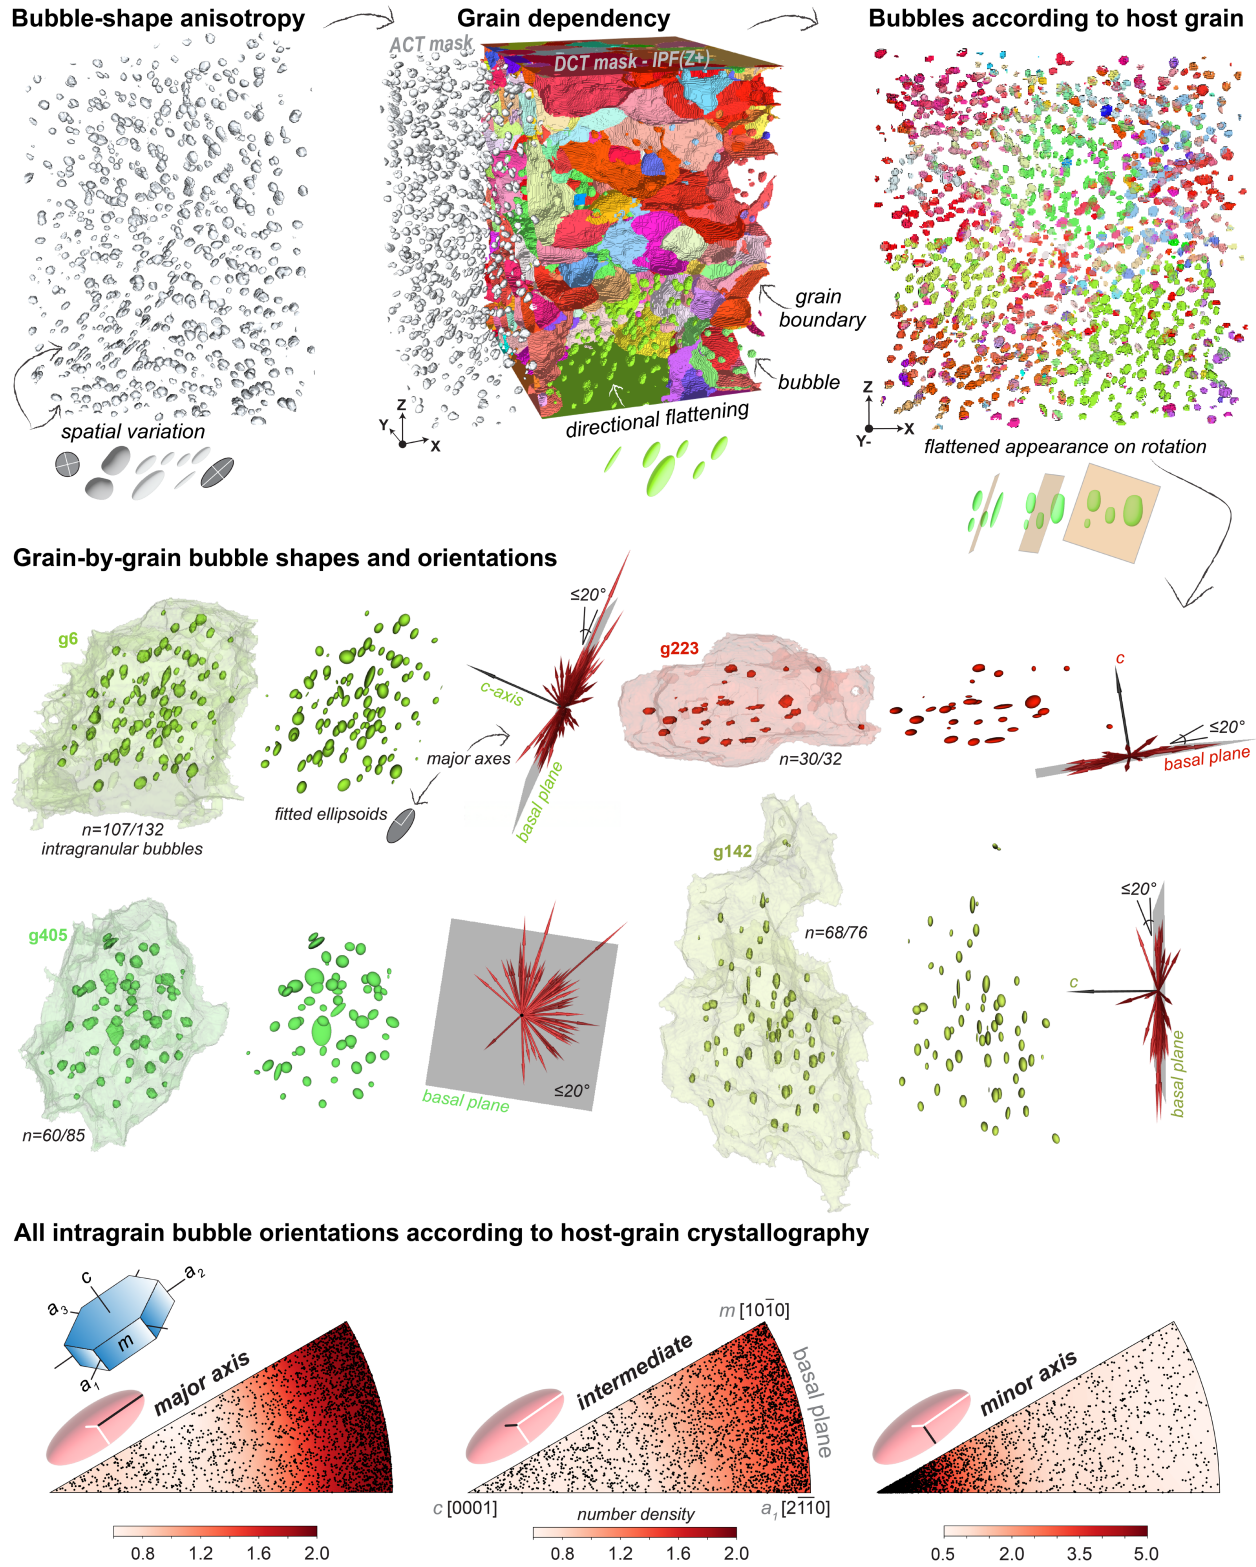 Bubble-shape anisotropy
Grain dependency
Bubbles according to host grain
ACT mask
DCT mask - IPF(Z+)
grain
boundary
bubble
directional flattening
Z
Y
X
spatial variation
Z
Y-
X
flattened appearance on rotation
Grain-by-grain bubble shapes and orientations
g6
c-axis
≤20°
major axes
basal plane
fitted ellipsoids
n=107/132
intragranular bubbles
g223
n=30/32
c
≤20°
basal plane
g405
n=60/85
≤20°
basal plane
g142
n=68/76
≤20°
c
basal plane
All intragrain bubble orientations according to host-grain crystallography
c
a2
a3
m
a1
major axis
0.8 1.2 1.6 2.0
intermediate
m [101̅0]
basal plane
c [0001]
number density
a1 [21̅1̅0]
0.8 1.2 1.6 2.0
minor axis
0.5 2.0 3.5 5.0